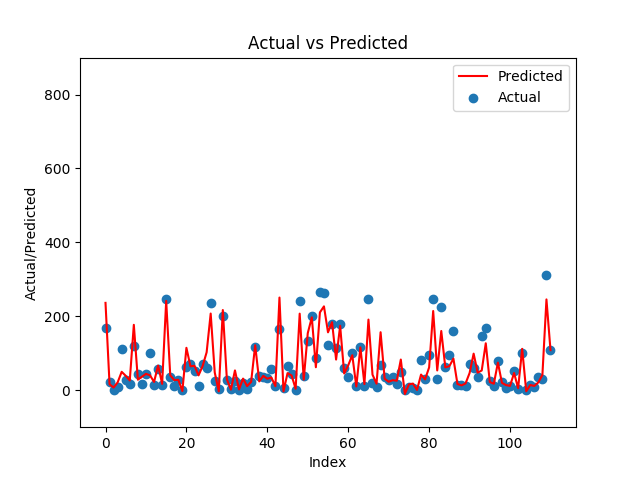 Actual vs Predicted
Predicted
Actual
800
600
400
200
0
Actual/Predicted
0 20 40 60 80 100
Index